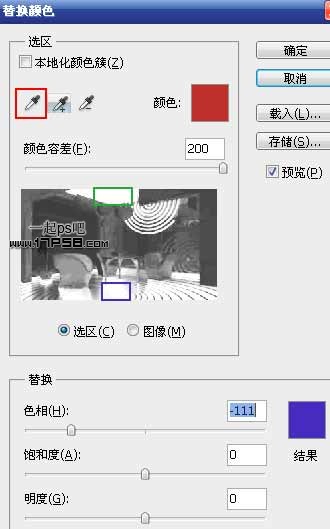 替换颜色
选区
本地化颜色簇(Z)
颜色:
颜色容差(F): 200
一起ps吧
www.17PS8.com
选区(C) 图像(M)
确定
取消
载入(L)...
存储(S)...
预览(P)
替换
色相(H): -111
饱和度(A): 0
结果
明度(G): 0